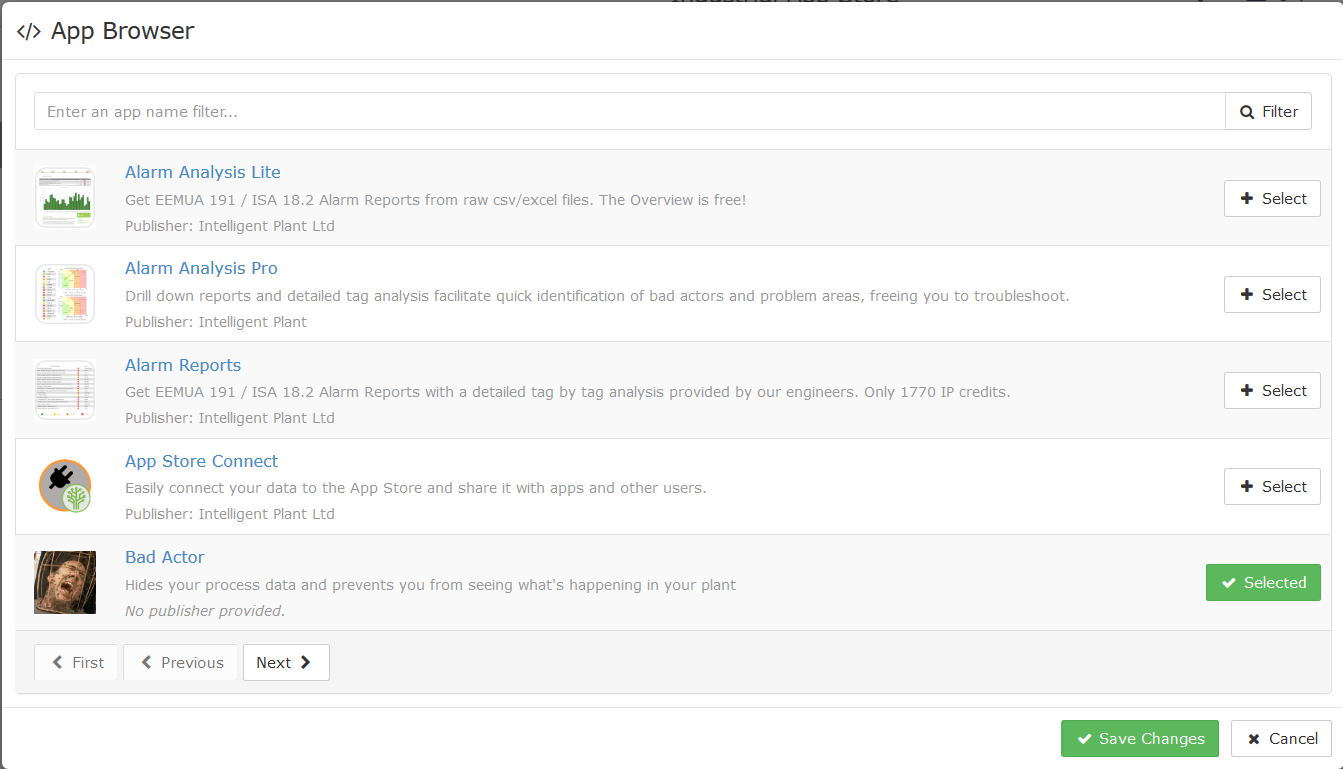 </> App Browser
Enter an app name filter...
Filter
Alarm Analysis Lite
Get EEMUA 191 / ISA 18.2 Alarm Reports from raw csv/excel files. The Overview is free!
Publisher: Intelligent Plant Ltd
Select
Alarm Analysis Pro
Drill down reports and detailed tag analysis facilitate quick identification of bad actors and problem areas, freeing you to troubleshoot.
Publisher: Intelligent Plant
Select
Alarm Reports
Get EEMUA 191 / ISA 18.2 Alarm Reports with a detailed tag by tag analysis provided by our engineers. Only 1770 IP credits.
Publisher: Intelligent Plant Ltd
Select
App Store Connect
Easily connect your data to the App Store and share it with apps and other users.
Publisher: Intelligent Plant Ltd
Select
Bad Actor
Hides your process data and prevents you from seeing what's happening in your plant
No publisher provided.
Selected
First Previous Next
Save Changes Cancel